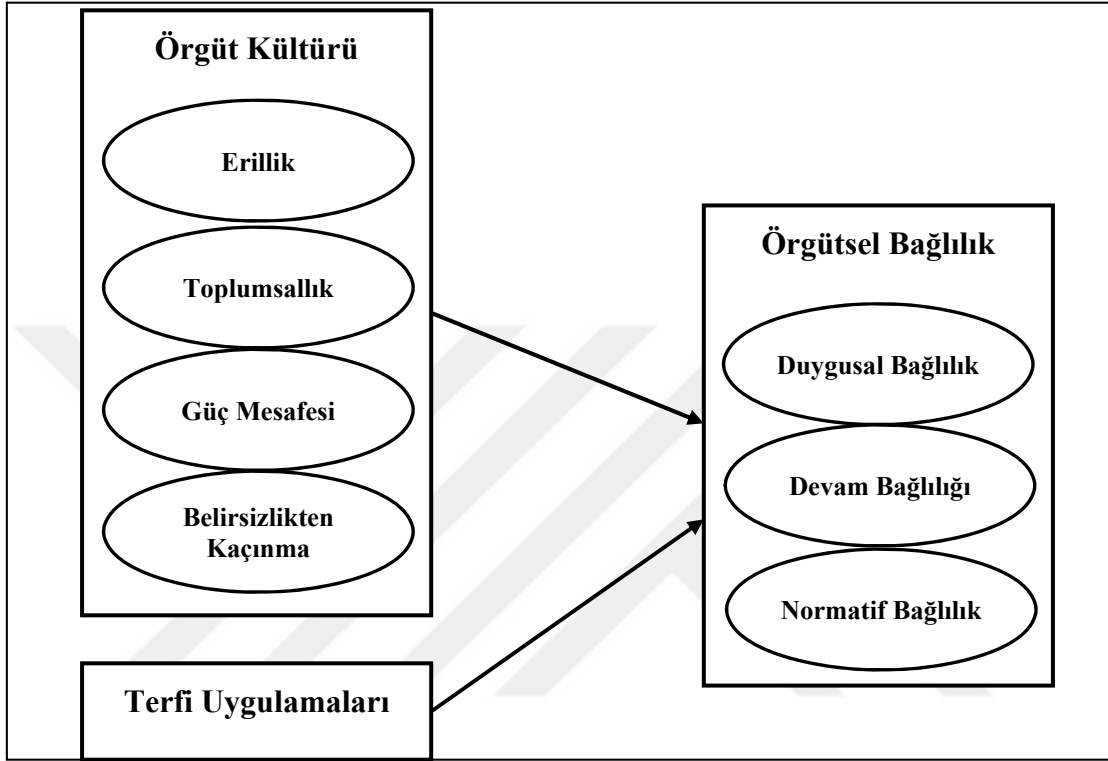 Örgüt Kültürü
Erillik
Toplumsallık
Güç Mesafesi
Belirsizlikten
Kaçınma
Terfi Uygulamaları
Örgütsel Bağlılık
Duygusal Bağlılık
Devam Bağlılığı
Normatif Bağlılık